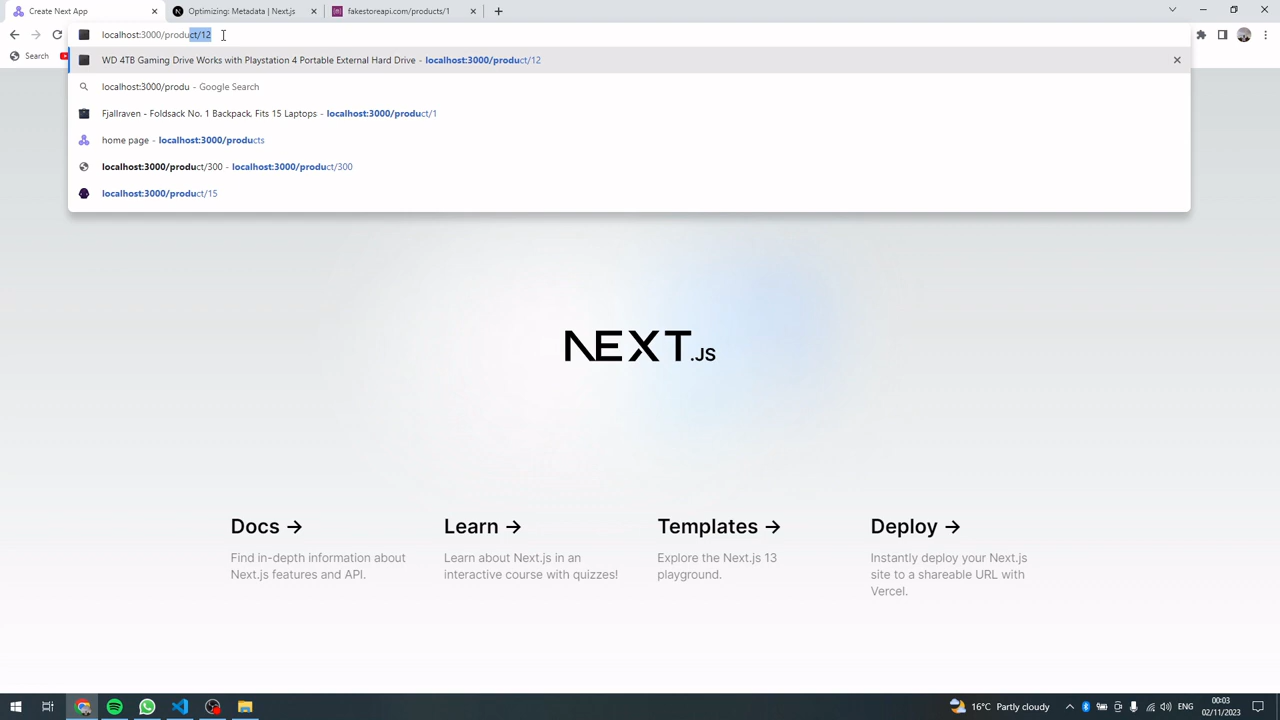 Create Next App
Optimizing: Metadata | Next.js
fakestoreapi.com/products/1
localhost:3000/product/12
Search
WD 4TB Gaming Drive Works with Playstation 4 Portable External Hard Drive - localhost:3000/product/12
localhost:3000/produ - Google Search
Fjallraven - Foldsack No. 1 Backpack, Fits 15 Laptops - localhost:3000/product/1
home page - localhost:3000/products
localhost:3000/product/300 - localhost:3000/product/300
localhost:3000/product/15
NEXT.JS
Docs →
Learn →
Templates →
Deploy →
Find in-depth information about
Next.js features and API.
Learn about Next.js in an
interactive course with quizzes!
Explore the Next.js 13
playground.
Instantly deploy your Next.js
site to a shareable URL with
Vercel.
16°C Partly cloudy
ENG
00:03
02/11/2023